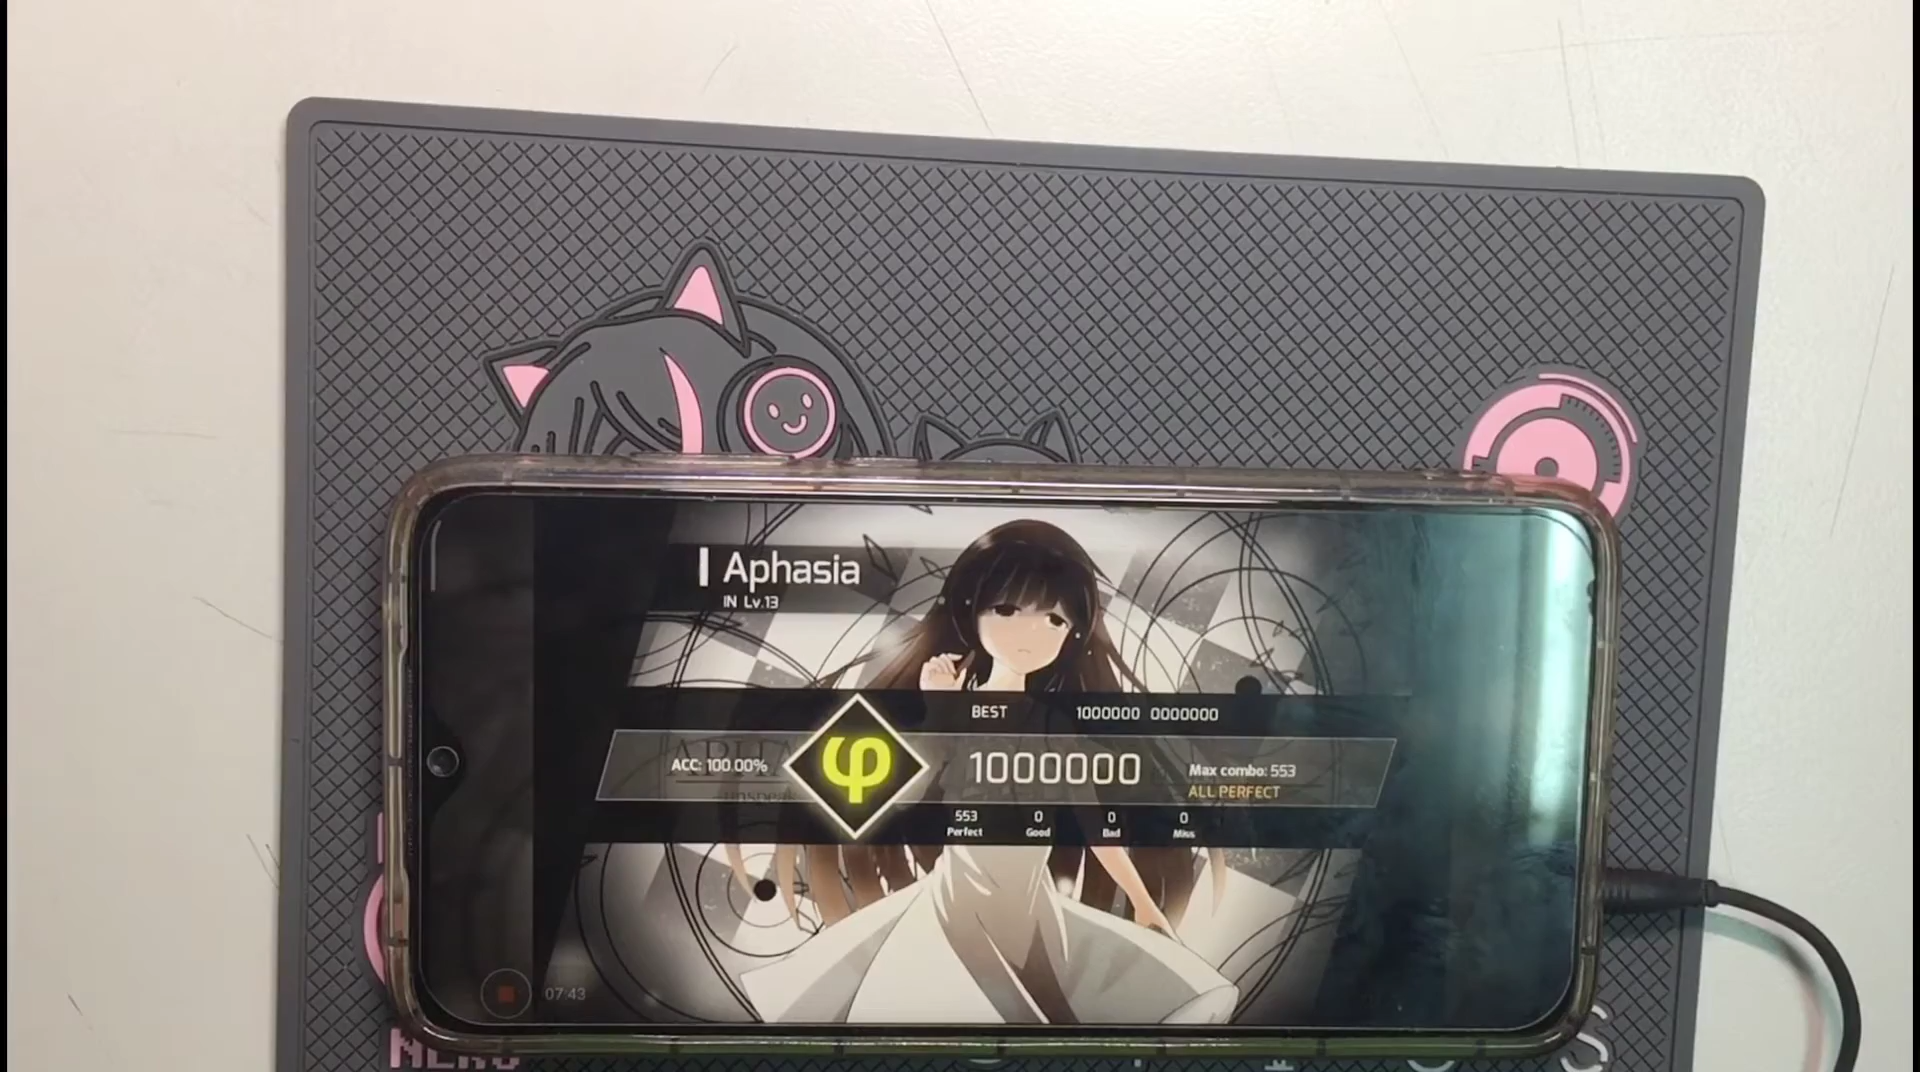 Aphasia
IN Lv.13
BEST 1000000 0000000
ACC: 100.00%
φ
1000000
Max combo: 553
ALL PERFECT
553 0 0 0
Perfect Good Bad Miss
07:43